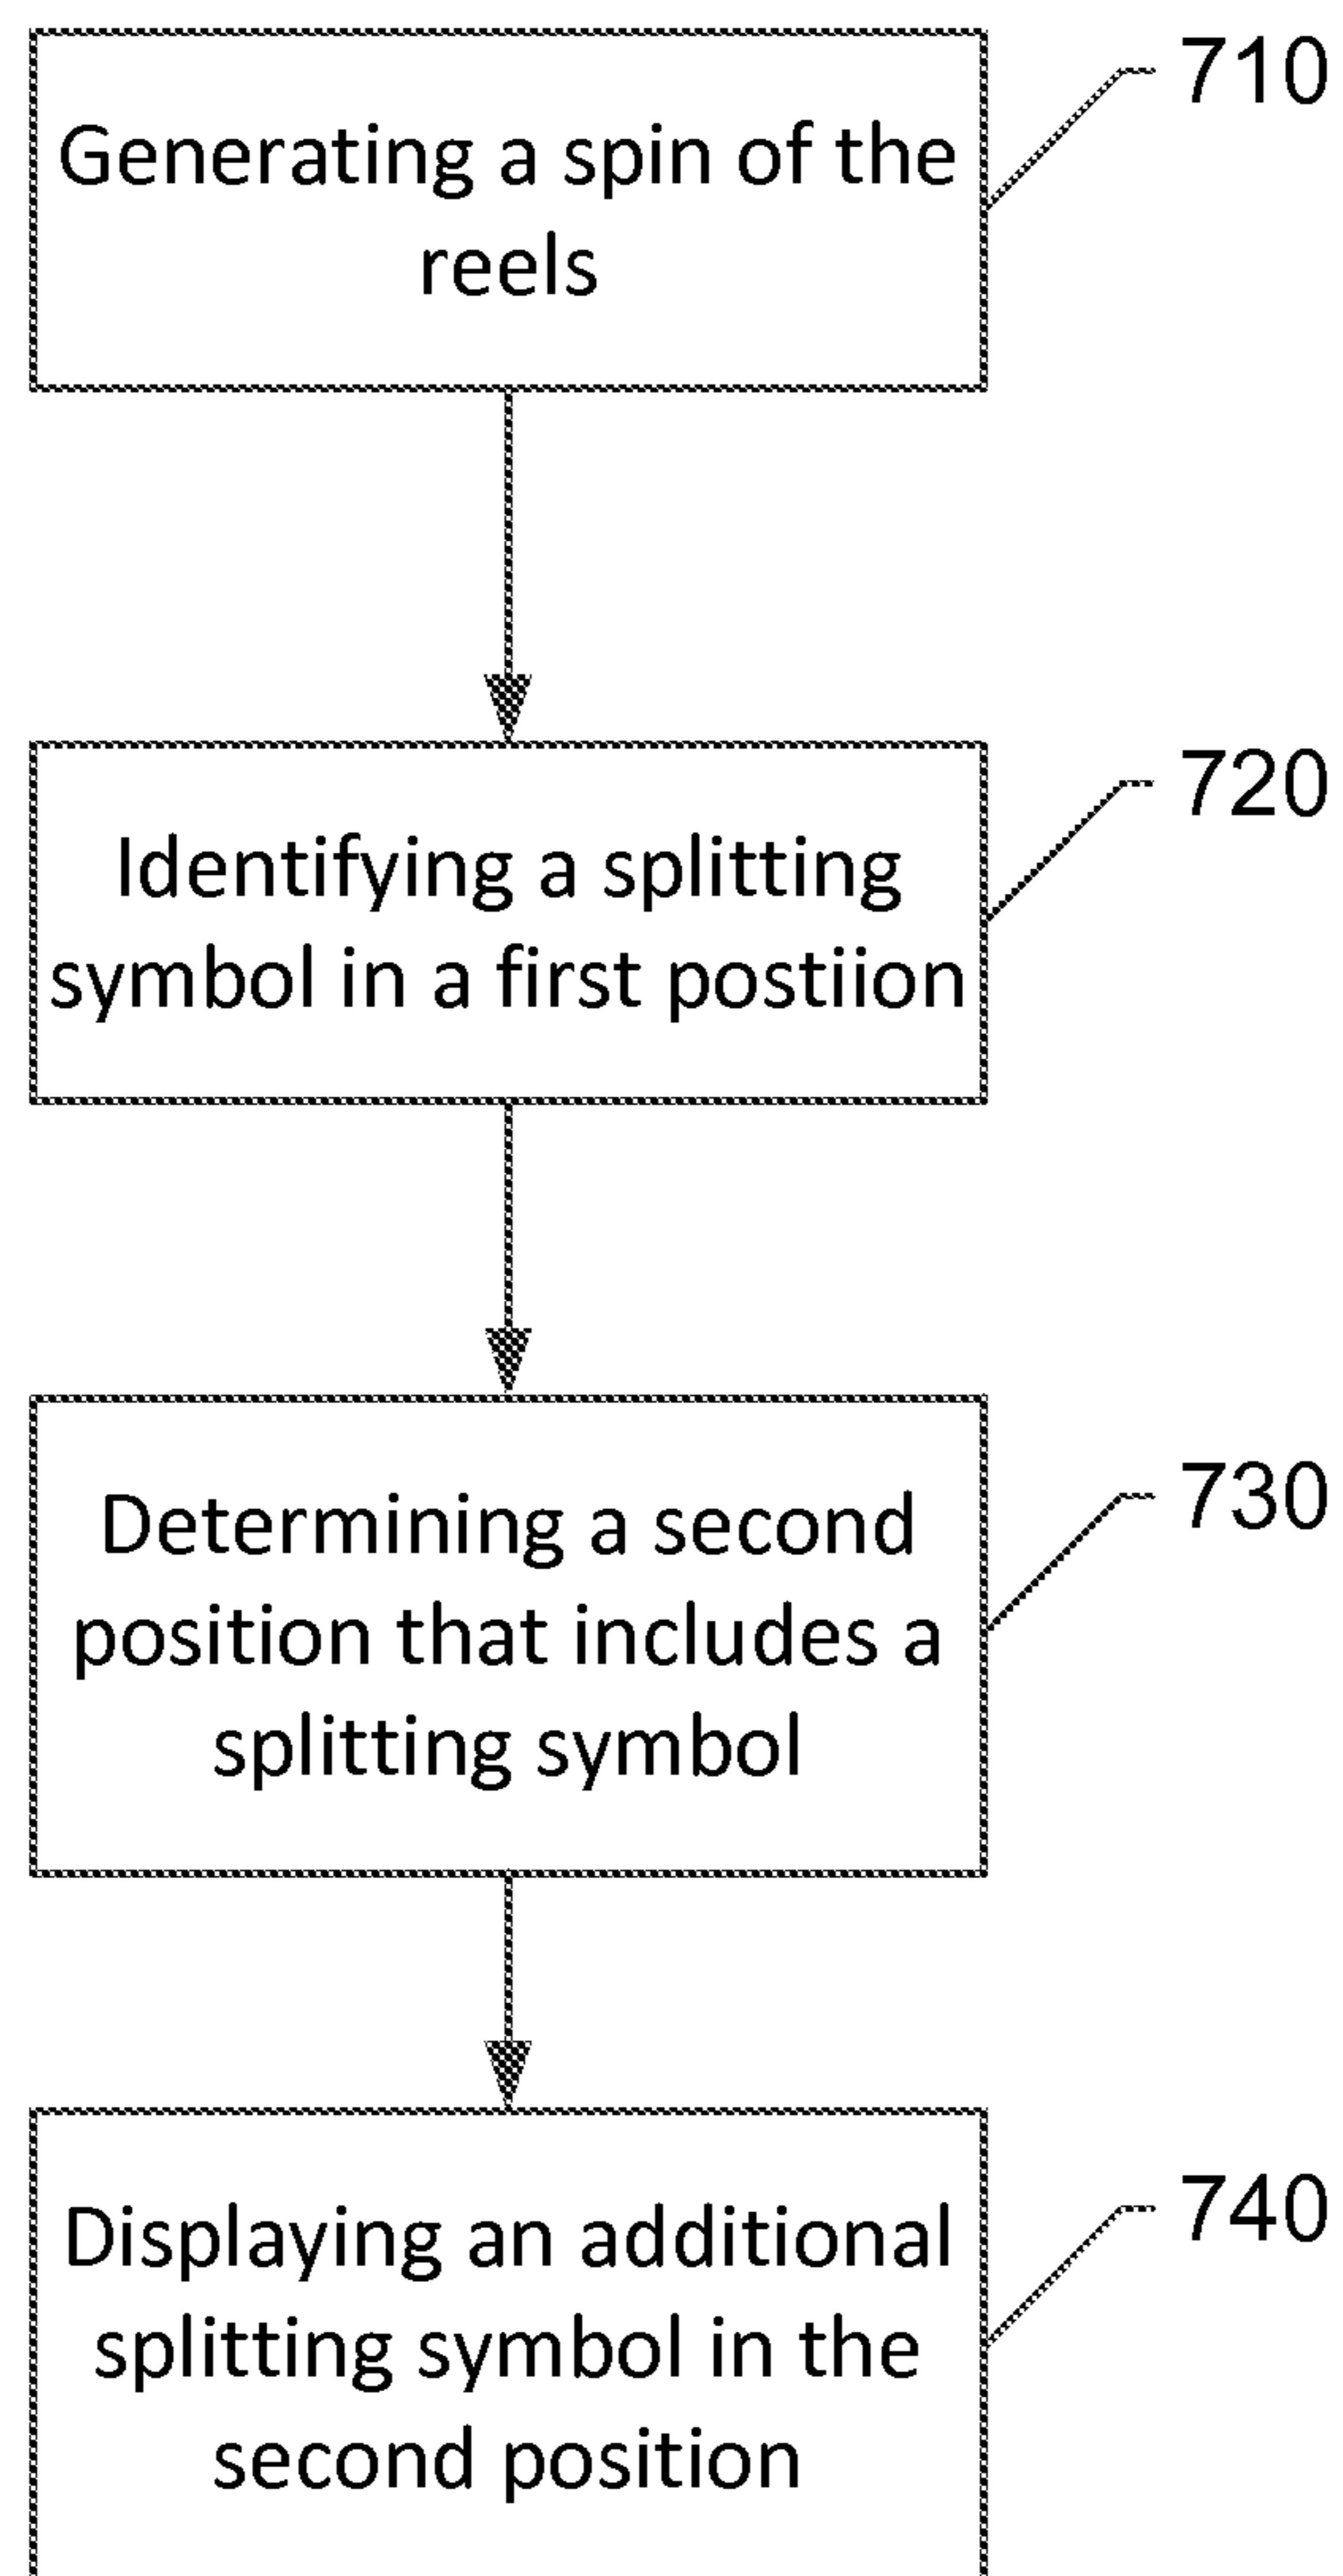 Generating a spin of the
reels
710
Identifying a splitting
symbol in a first postiion
720
Determining a second
position that includes a
splitting symbol
730
Displaying an additional
splitting symbol in the
second position
740